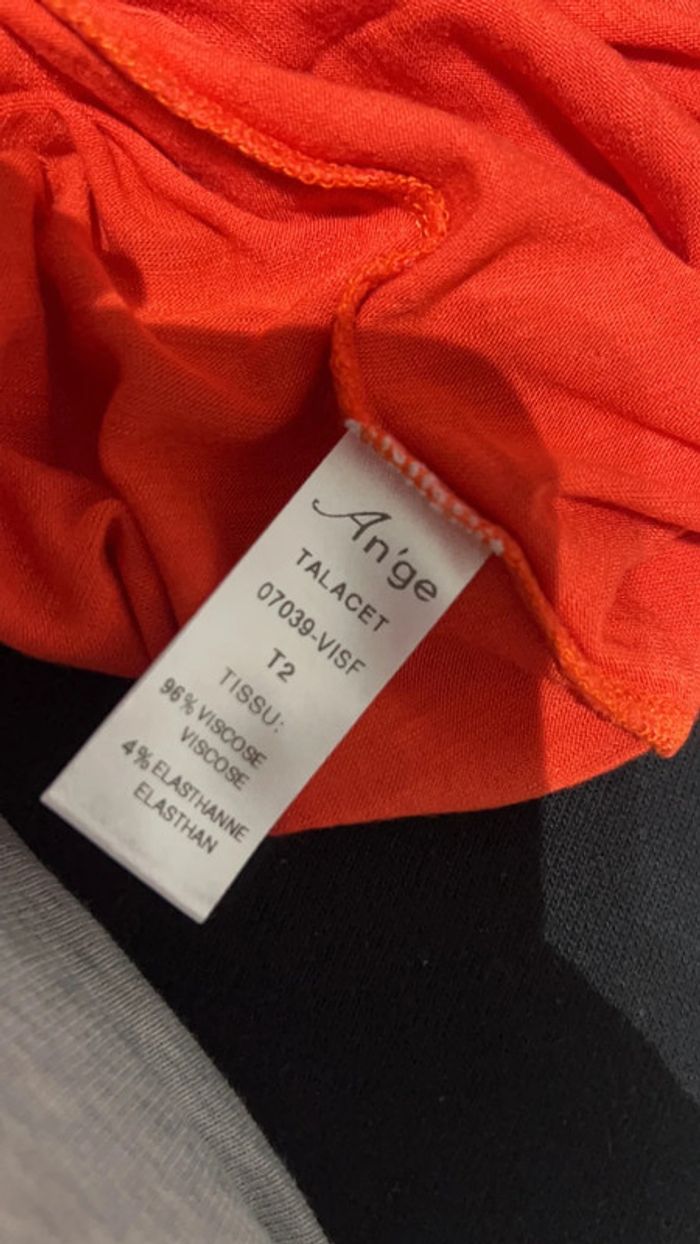 An'ge
TALACET
07039-VISF
T2
TISSU:
96% VISCOSE
VISCOSE
4% ELASTHANNE
ELASTHAN